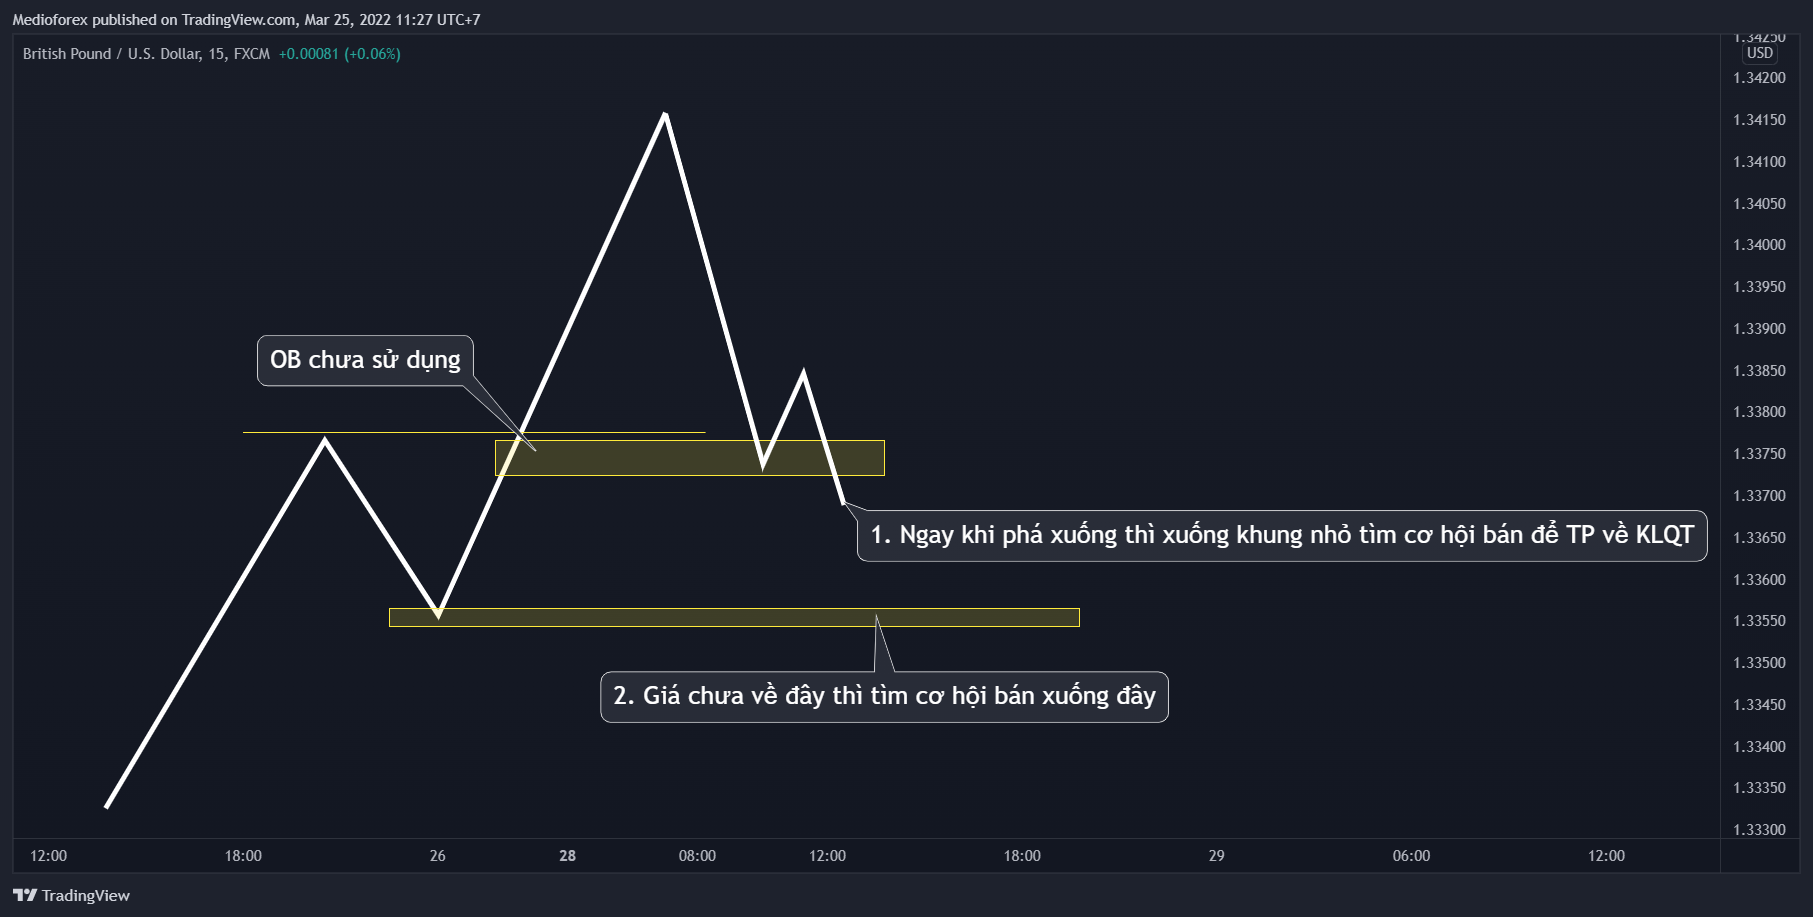 Medioforex published on TradingView.com, Mar 25, 2022 11:27 UTC+7
British Pound / U.S. Dollar, 15, FXCM +0.00081 (+0.06%)
1.34250
USD
1.34200
1.34150
1.34100
1.34050
1.34000
1.33950
1.33900
1.33850
1.33800
1.33750
1.33700
1.33650
1.33600
1.33550
1.33500
1.33450
1.33400
1.33350
1.33300
OB chưa sử dụng
1. Ngay khi phá xuống thì xuống khung nhỏ tìm cơ hội bán để TP về KLQT
2. Giá chưa về đây thì tìm cơ hội bán xuống đây
12:00 18:00 26 28 08:00 12:00 18:00 29 06:00 12:00
TradingView